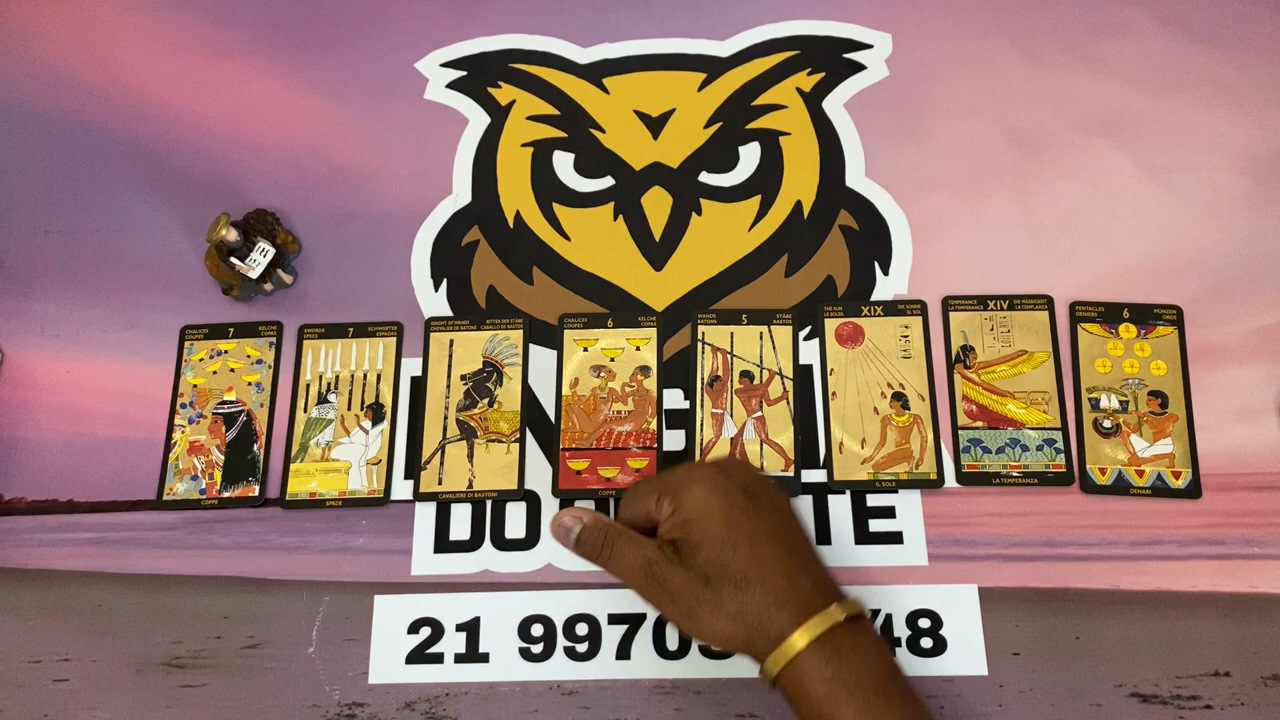 CHALICES COUPES 7 KELCHE COPAS
COPPE
SWORDS EPEES 7 SCHWERTER ESPADAS
SPADE
KNIGHT OF WANDS CHEVALIER DE BATONS RITTER DER STÄBE CABALLO DE BASTOS
CAVALIERE DI BASTONI
CHALICES COUPES 6 KELCHE COPAS
COPPE
WANDS BATONS 5 STÄBE BASTOS
THE SUN LE SOLEIL XIX DIE SONNE EL SOL
IL SOLE
TEMPERANCE LA TEMPERANCE XIV DIE MÄSSIGKEIT LA TEMPLANZA
LA TEMPERANZA
PENTACLES DENIERS 6 MÜNZEN OROS
DENARI
DO
TE
21 9970
48